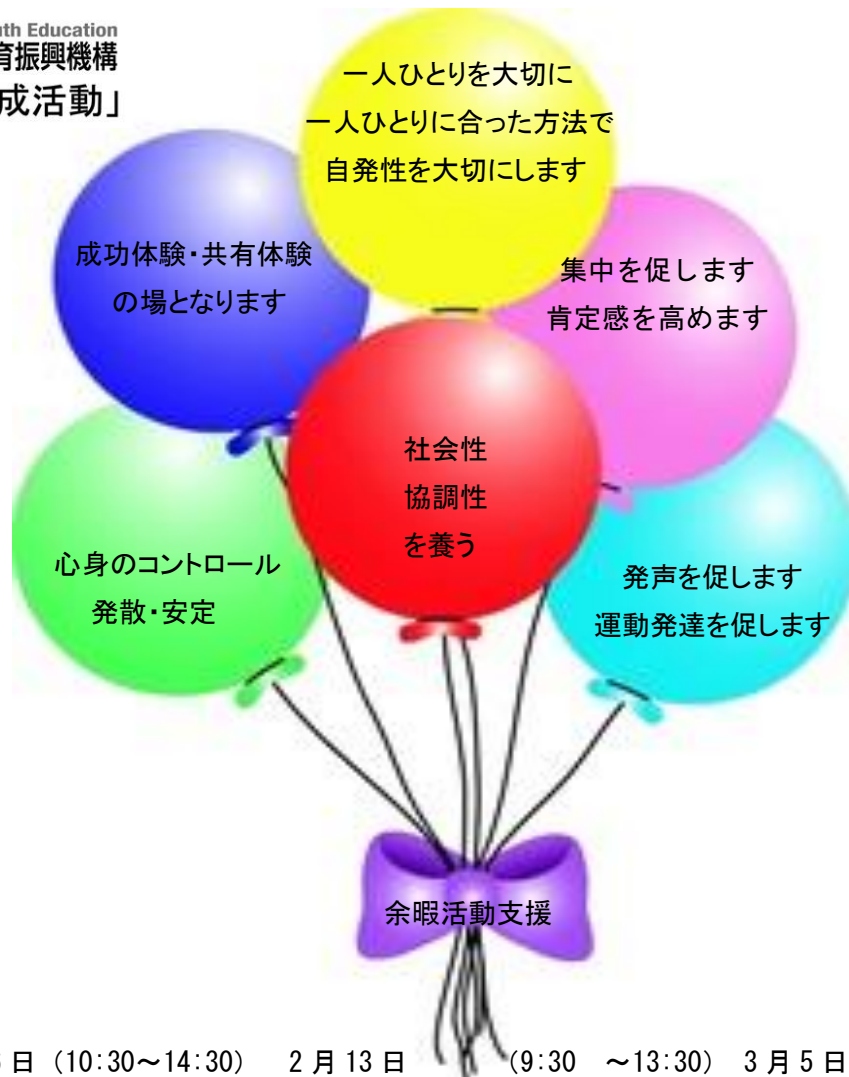 uth Education
育振興機構
成活動」
一人ひとりを大切に
一人ひとりに合った方法で
自発性を大切にします
成功体験・共有体験
の場となります
集中を促します
肯定感を高めます
社会性
協調性
を養う
心身のコントロール
発散・安定
発声を促します
運動発達を促します
余暇活動支援
日 (10:30～14:30) 2月13日 (9:30 ～13:30) 3月5日